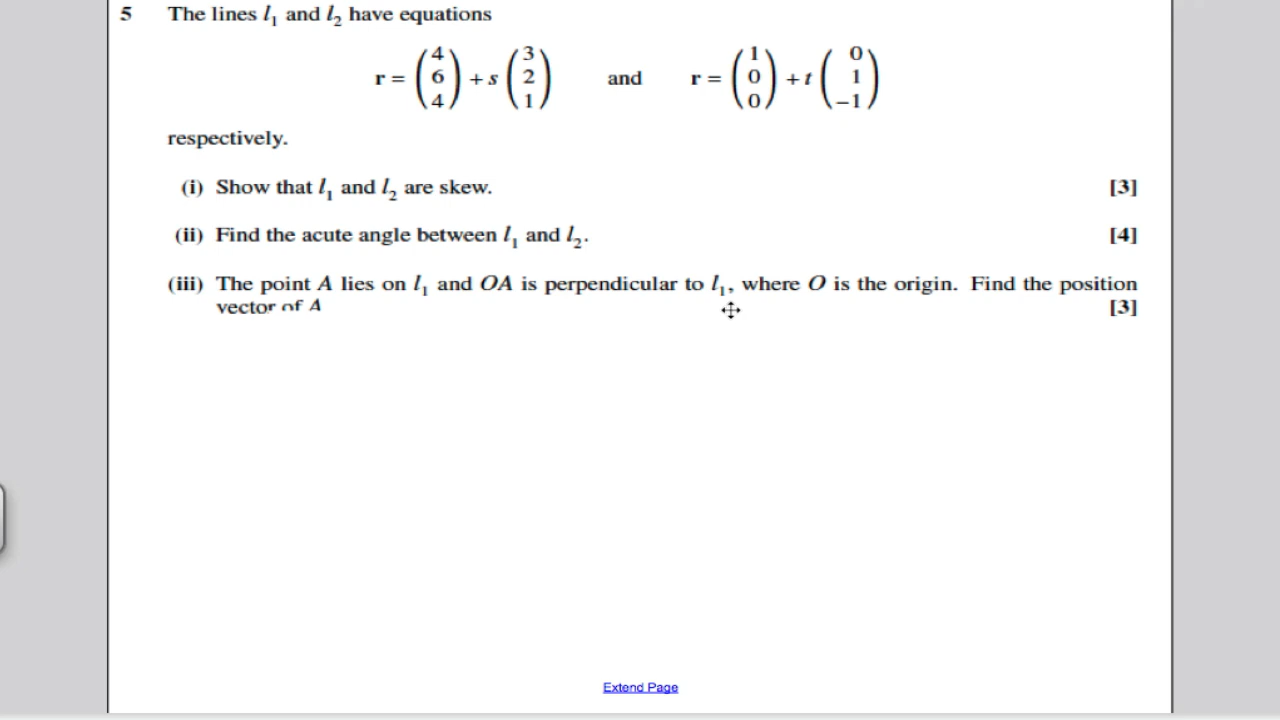 5 The lines l₁ and l₂ have equations
r = (4 6 4) + s (3 2 1) and r = (1 0 0) + t (0 1 −1)
respectively.
(i) Show that l₁ and l₂ are skew. [3]
(ii) Find the acute angle between l₁ and l₂. [4]
(iii) The point A lies on l₁ and OA is perpendicular to l₁, where O is the origin. Find the position
vector of A [3]
Extend Page